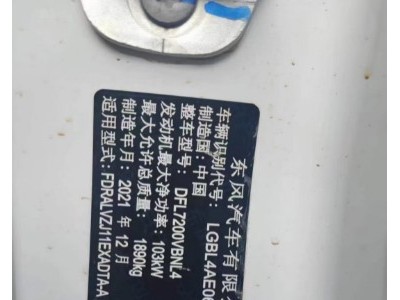 东风汽车有限
车辆识别代号: LGBL4AE0
制造国: 中国
整车型号: DFL7200VBNL4
发动机最大净功率: 103kW
最大允许总质量: 1890kg
制造年月: 2021 年 12 月
适用型式: FDRALVZJ11EXA07A-A